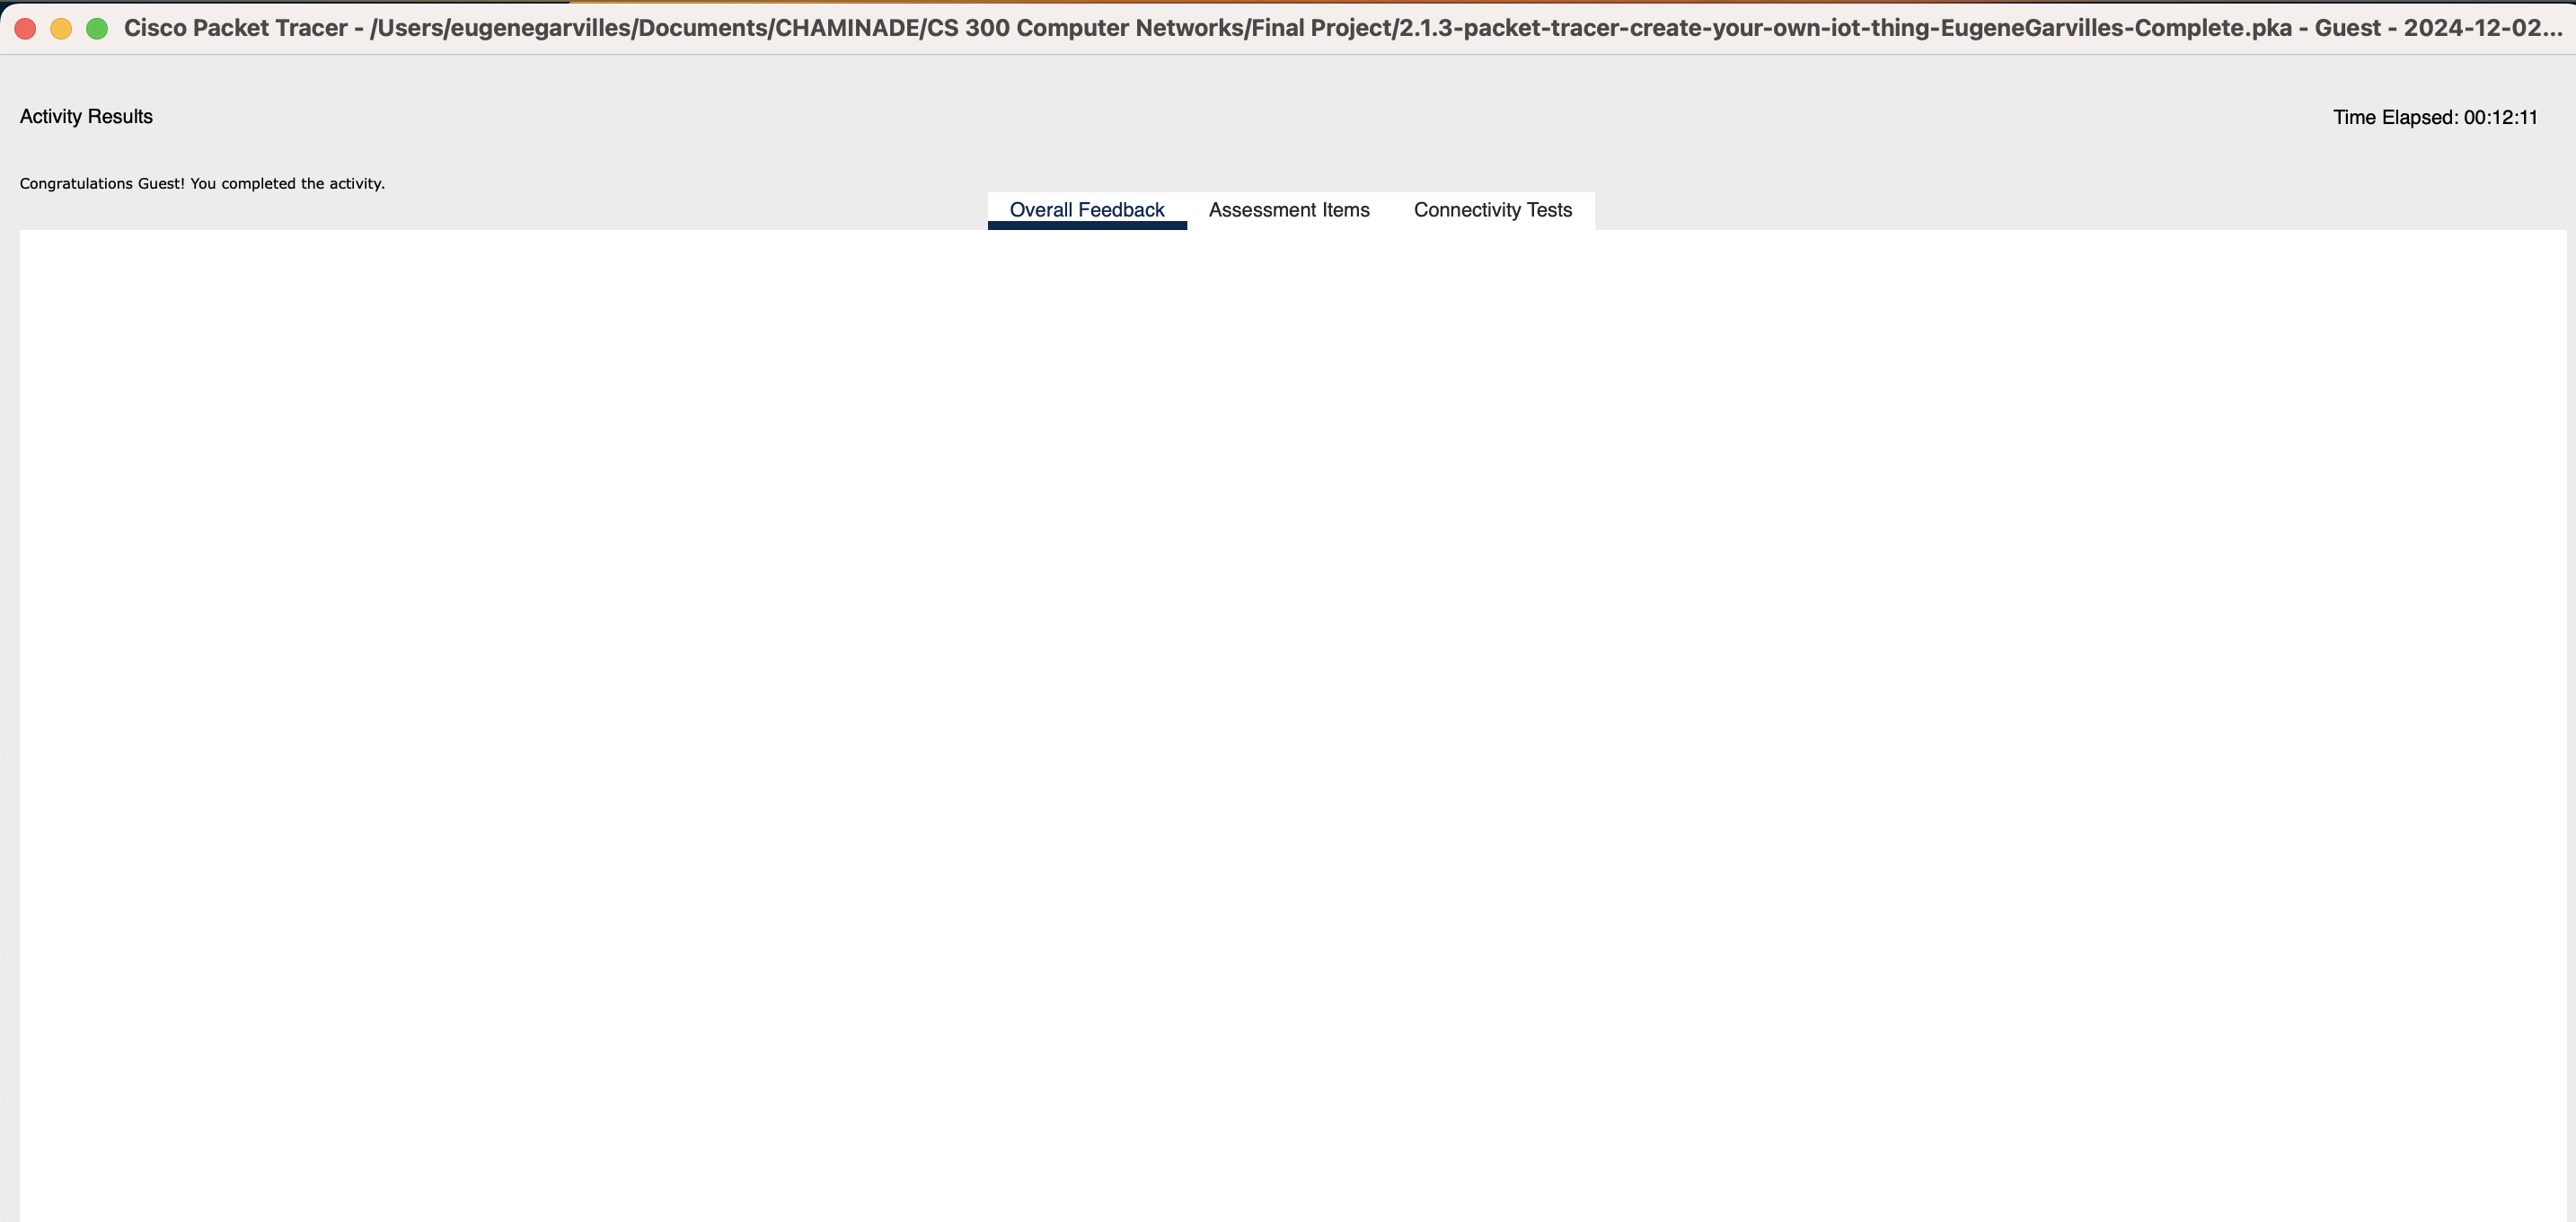 Cisco Packet Tracer - /Users/eugenegarvilles/Documents/CHAMINADE/CS 300 Computer Networks/Final Project/2.1.3-packet-tracer-create-your-own-iot-thing-EugeneGarvilles-Complete.pka - Guest - 2024-12-02...
Activity Results
Time Elapsed: 00:12:11
Congratulations Guest! You completed the activity.
Overall Feedback Assessment Items Connectivity Tests